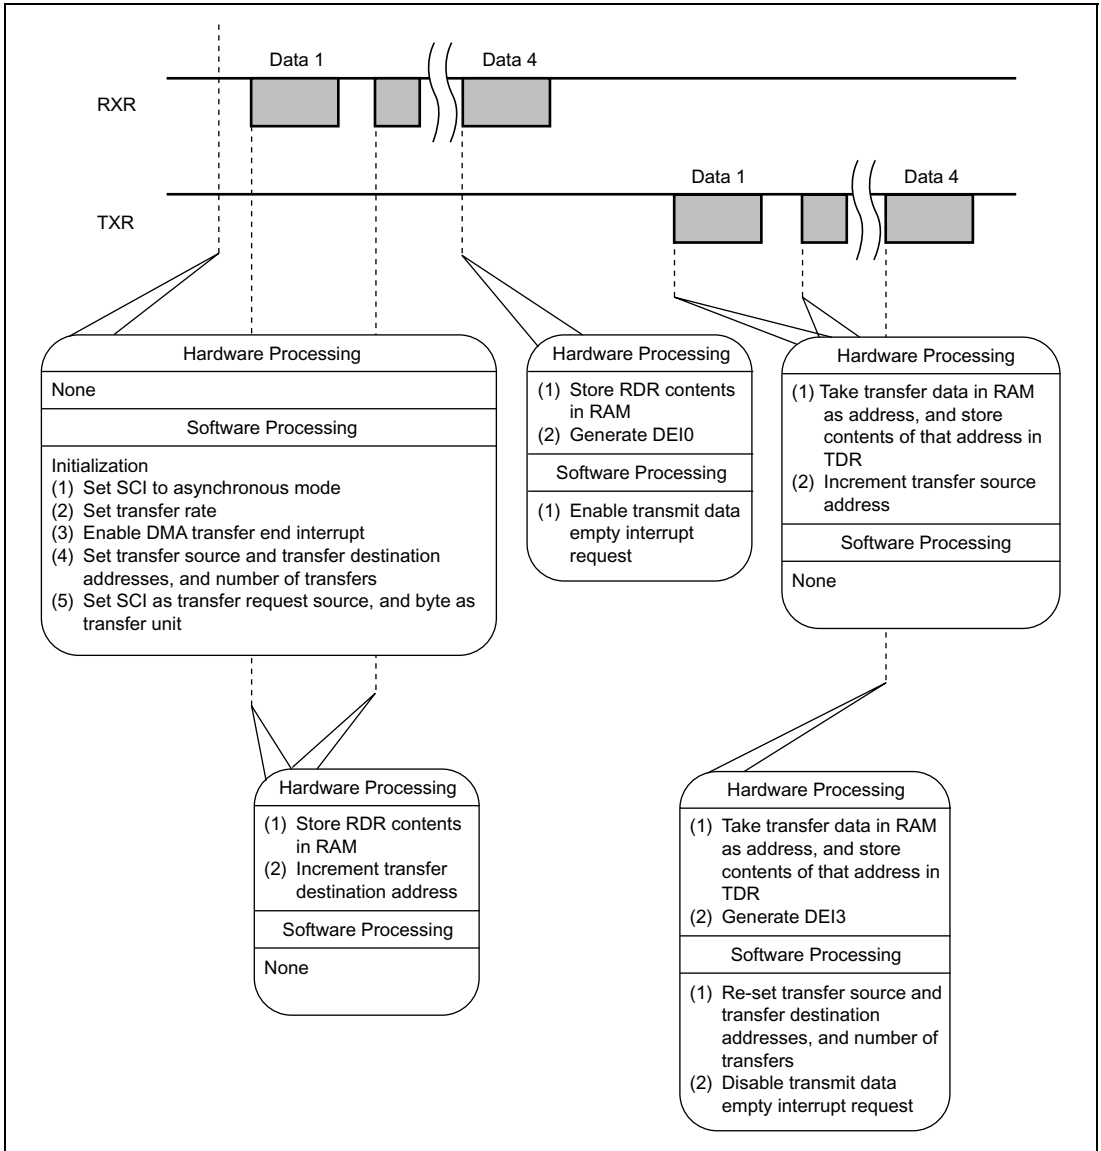 Data 1
Data 4
RXR
Data 1
Data 4
TXR
Hardware Processing
None
Software Processing
Initialization
(1) Set SCI to asynchronous mode
(2) Set transfer rate
(3) Enable DMA transfer end interrupt
(4) Set transfer source and transfer destination
addresses, and number of transfers
(5) Set SCI as transfer request source, and byte as
transfer unit
Hardware Processing
(1) Store RDR contents
in RAM
(2) Generate DEI0
Software Processing
(1) Enable transmit data
empty interrupt
request
Hardware Processing
(1) Take transfer data in RAM
as address, and store
contents of that address in
TDR
(2) Increment transfer source
address
Software Processing
None
Hardware Processing
(1) Store RDR contents
in RAM
(2) Increment transfer
destination address
Software Processing
None
Hardware Processing
(1) Take transfer data in RAM
as address, and store
contents of that address in
TDR
(2) Generate DEI3
Software Processing
(1) Re-set transfer source and
transfer destination
addresses, and number of
transfers
(2) Disable transmit data
empty interrupt request